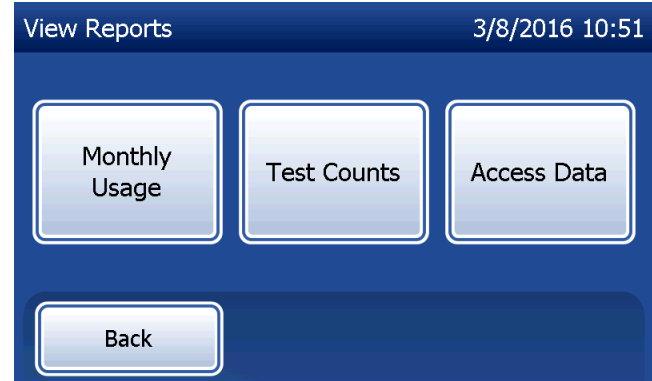 View Reports 3/8/2016 10:51
Monthly
Usage
Test Counts
Access Data
Back